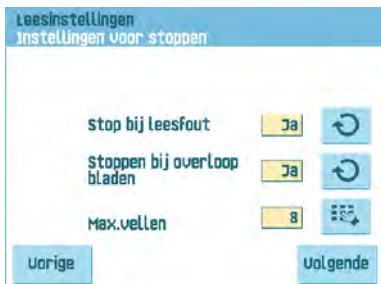 Leesinstellingen
Instellingen voor stoppen
Stop bij leesfout
Ja
Stoppen bij overloop
bladen
Ja
Max.vellen
8
Vorige
Volgende